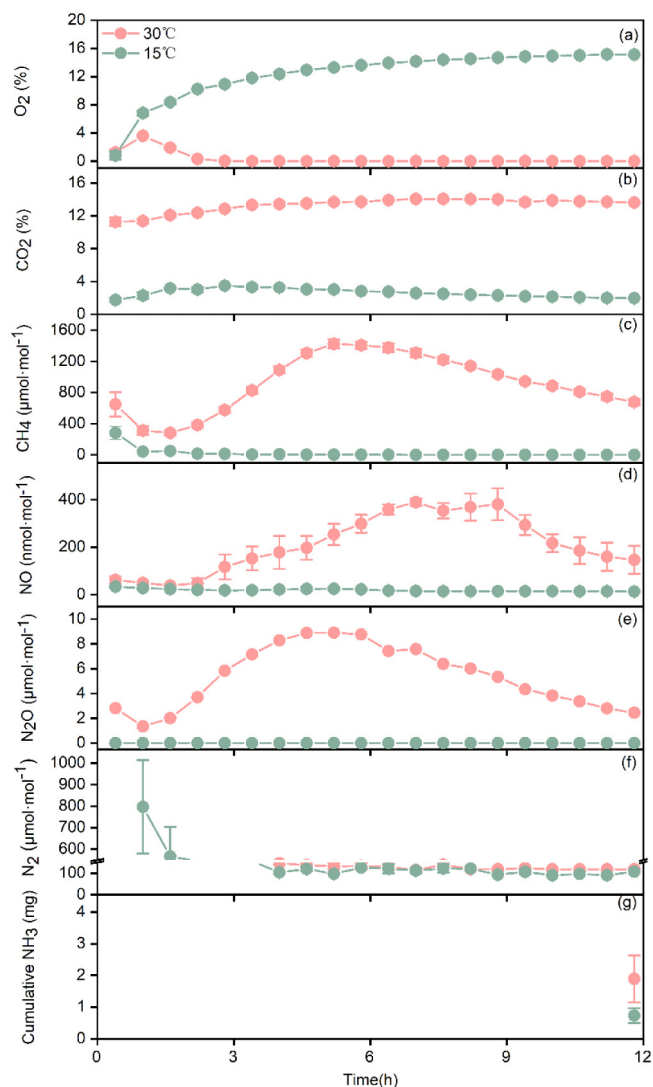 30℃
15℃
(a)
O₂ (%)
20
16
12
8
4
0
(b)
CO₂ (%)
16
12
8
4
0
(c)
CH4 (μmol·mol⁻¹)
1600
1200
800
400
0
(d)
NO (nmol·mol⁻¹)
400
200
0
(e)
N₂O (μmol·mol⁻¹)
10
8
6
4
2
0
(f)
N₂ (μmol·mol⁻¹)
1000
900
800
700
600
100
0
(g)
Cumulative NH₃ (mg)
4
3
2
1
0
0 3 6 9 12
Time(h)